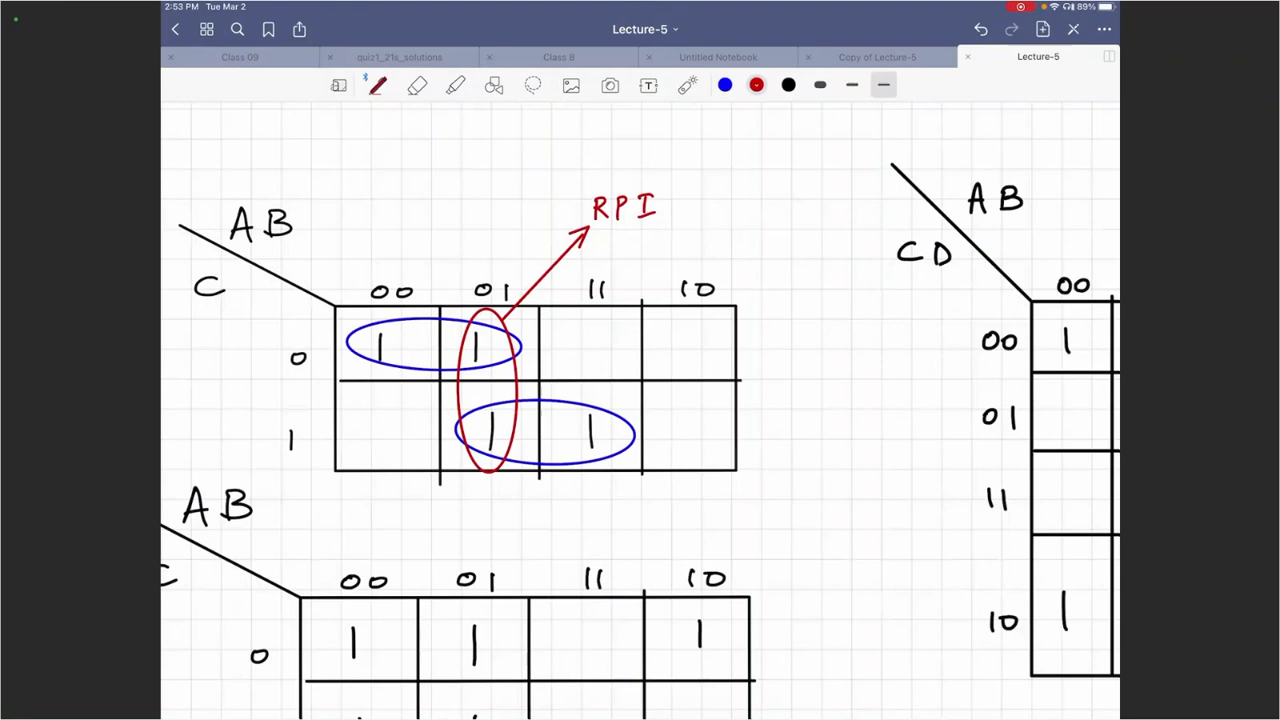 2:53 PM Tue Mar 2
89%
Lecture-5
Class 09
quiz1_21s_solutions
Class 8
Untitled Notebook
Copy of Lecture-5
Lecture-5
RPI
AB
C
00 01 11 10
0 1 1
1 1 1
AB
CD
00
00 1
01
11
10 1
AB
C
00 01 11 10
0 1 1 1